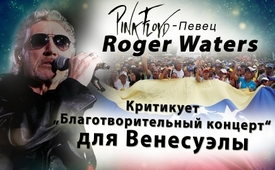 PINK FLOYD -Певец
Roger Waters
Критикует
„Благотворительный концерт“
для Венесуэлы